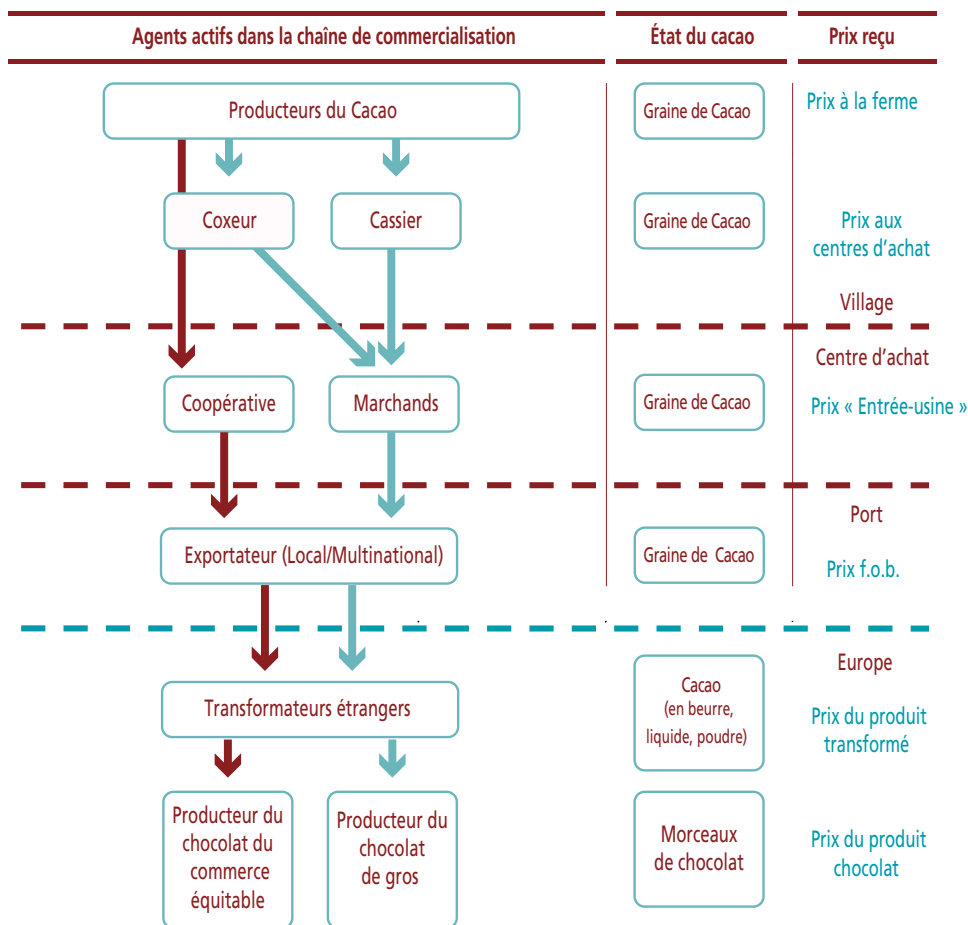 Agents actifs dans la chaîne de commercialisation
État du cacao
Prix reçu
Producteurs du Cacao
Graine de Cacao
Prix à la ferme
Coxeur
Cassier
Graine de Cacao
Prix aux
centres d'achat
Village
Centre d'achat
Coopérative
Marchands
Graine de Cacao
Prix « Entrée-usine »
Port
Exportateur (Local/Multinational)
Graine de Cacao
Prix f.o.b.
Europe
Transformateurs étrangers
Cacao
(en beurre,
liquide, poudre)
Prix du produit
transformé
Producteur du
chocolat du
commerce
équitable
Producteur du
chocolat
de gros
Morceaux
de chocolat
Prix du produit
chocolat